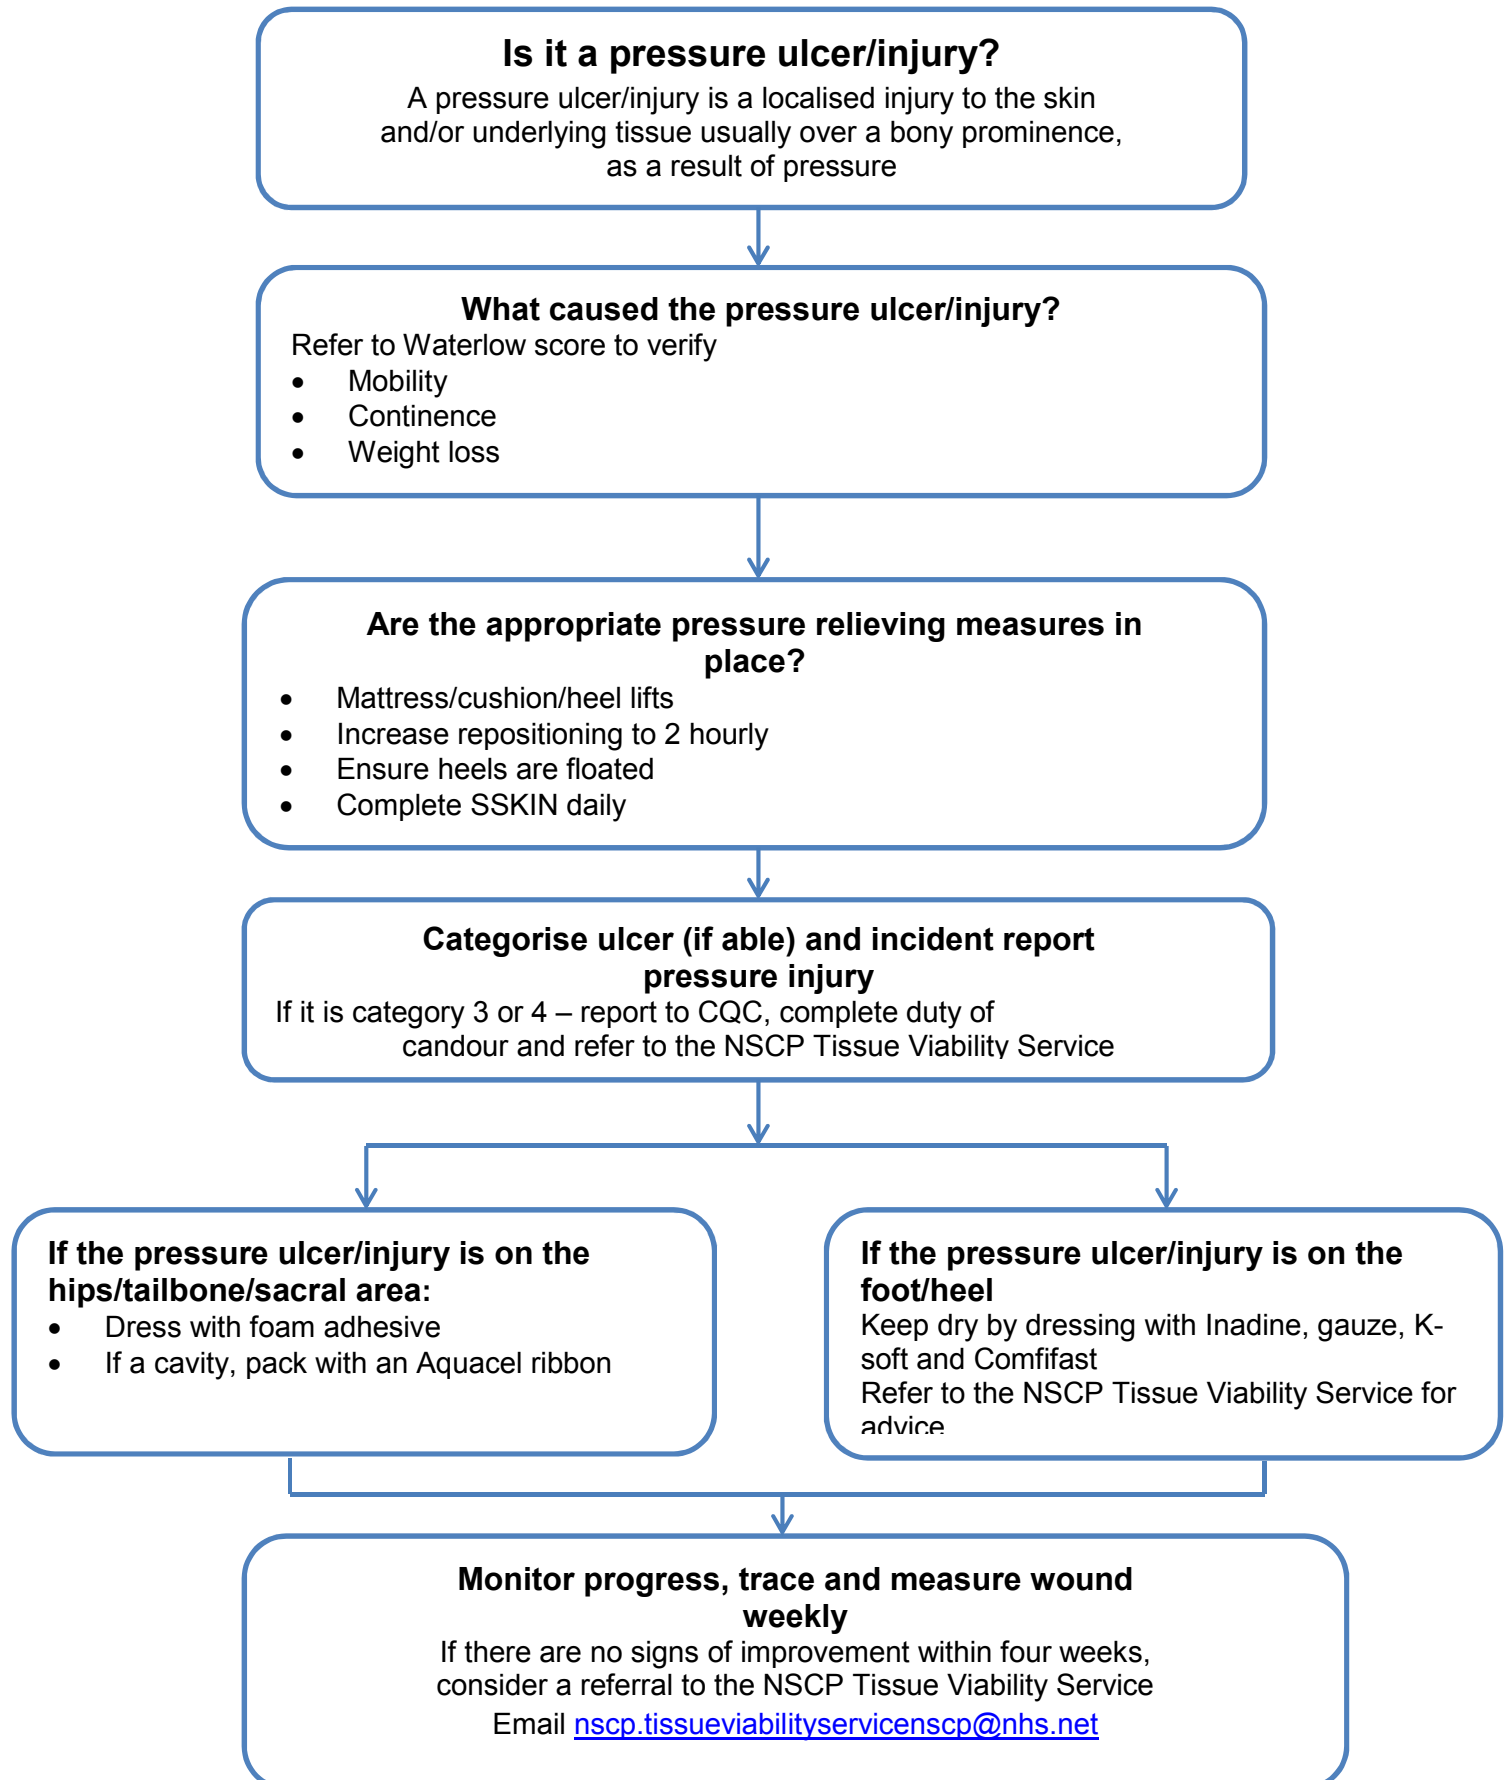 Is it a pressure ulcer/injury?
A pressure ulcer/injury is a localised injury to the skin
and/or underlying tissue usually over a bony prominence,
as a result of pressure
What caused the pressure ulcer/injury?
Refer to Waterlow score to verify
• Mobility
• Continence
• Weight loss
Are the appropriate pressure relieving measures in
place?
• Mattress/cushion/heel lifts
• Increase repositioning to 2 hourly
• Ensure heels are floated
• Complete SSKIN daily
Categorise ulcer (if able) and incident report
pressure injury
If it is category 3 or 4 – report to CQC, complete duty of
candour and refer to the NSCP Tissue Viability Service
If the pressure ulcer/injury is on the
hips/tailbone/sacral area:
• Dress with foam adhesive
• If a cavity, pack with an Aquacel ribbon
If the pressure ulcer/injury is on the
foot/heel
Keep dry by dressing with Inadine, gauze, K-
soft and Comfifast
Refer to the NSCP Tissue Viability Service for
advice
Monitor progress, trace and measure wound
weekly
If there are no signs of improvement within four weeks,
consider a referral to the NSCP Tissue Viability Service
Email nscp.tissueviabilityservicenscp@nhs.net